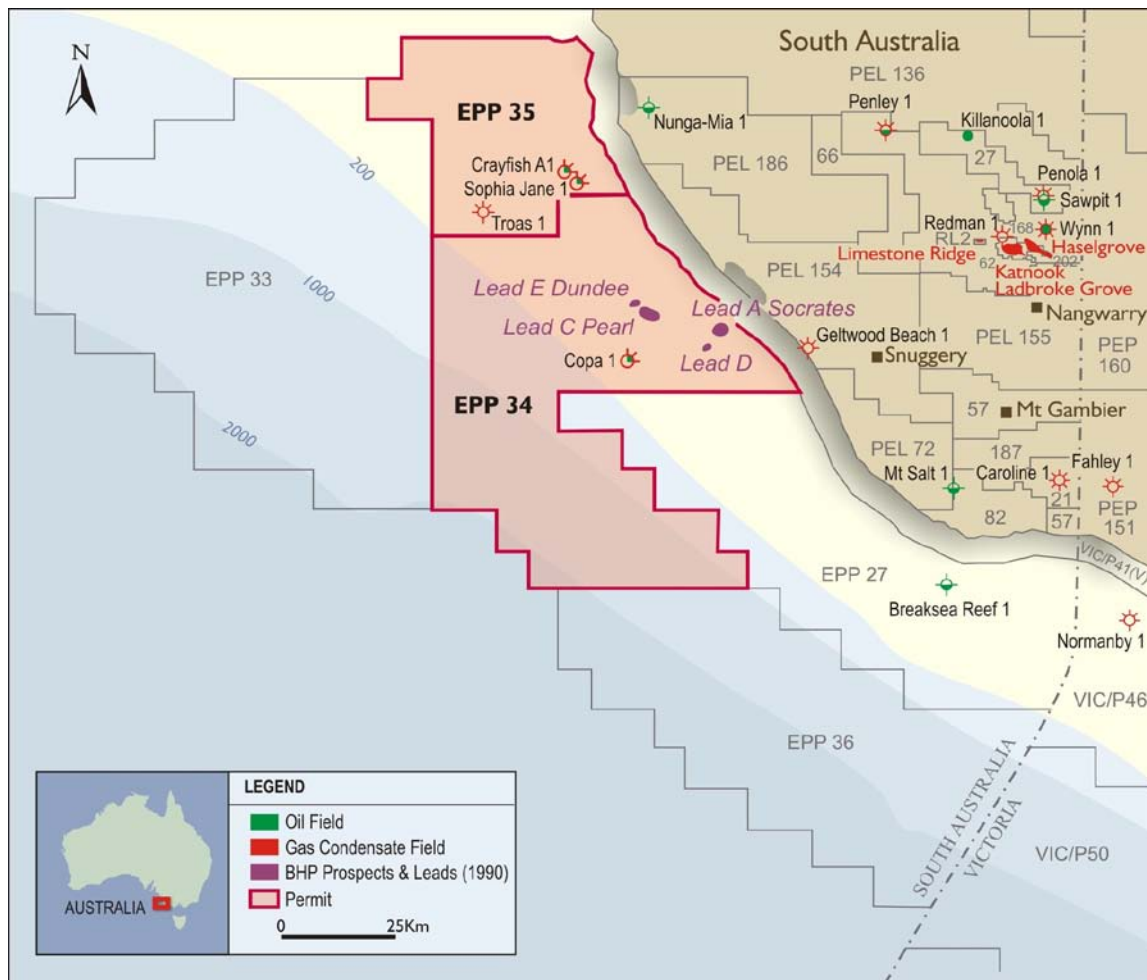 N
South Australia
PEL 136
EPP 35
Nunga-Mia 1
Penley 1
Killanoola 1
66
27
PEL 186
Crayfish A1
Sophia Jane 1
Troas 1
200
Penola 1
Sawpit 1
Redman 1
168
Wynn 1
RL2
Limestone Ridge
62
Haselgrove
202
Katnook
Ladbroke Grove
PEL 154
EPP 33
1000
Lead E Dundee
Lead A Socrates
Lead C Pearl
Lead D
Copa 1
Geltwood Beach 1
Snuggery
Nangwarry
PEL 155
PEP
160
EPP 34
2000
57
Mt Gambier
PEL 72
187
Mt Salt 1
Caroline 1
Fahley 1
21
82
57
PEP
151
VIC/P41(V)
EPP 27
Breaksea Reef 1
Normanby 1
VIC/P46
EPP 36
SOUTH AUSTRALIA
VICTORIA
VIC/P50
AUSTRALIA
LEGEND
Oil Field
Gas Condensate Field
BHP Prospects & Leads (1990)
Permit
0 25Km